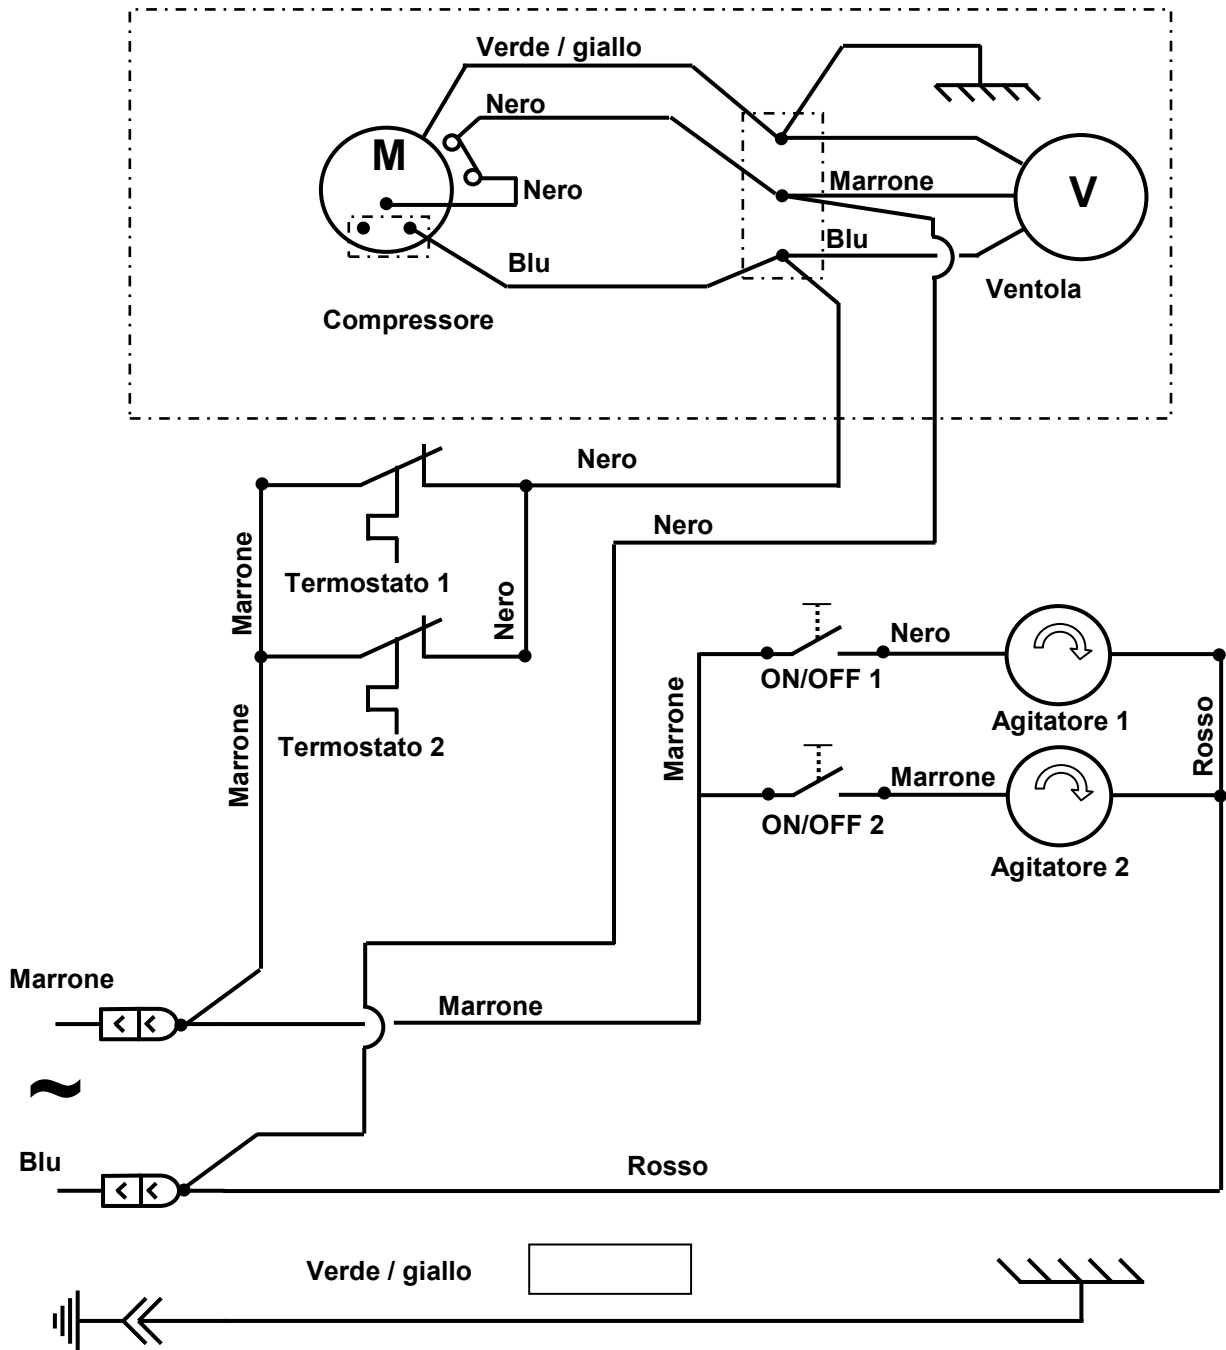 Verde / giallo
Nero
M
Nero
Marrone
V
Blu
Blu
Ventola
Compressore
Nero
Nero
Marrone
Termostato 1
Nero
Nero
ON/OFF 1
Marrone
Agitatore 1
Rosso
Termostato 2
Marrone
Marrone
ON/OFF 2
Agitatore 2
Marrone
Marrone
~
Blu
Rosso
Verde / giallo